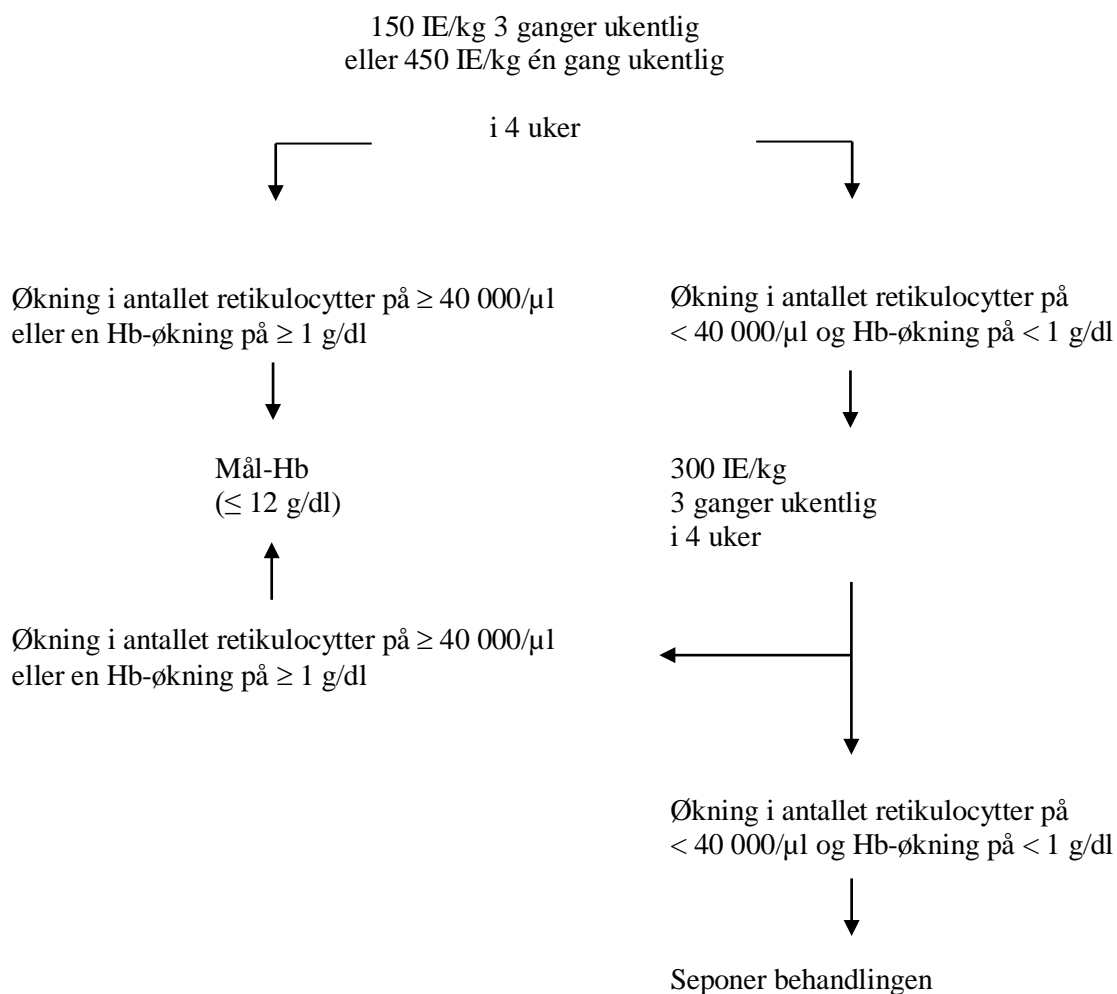 150 IE/kg 3 ganger ukentlig
eller 450 IE/kg én gang ukentlig
i 4 uker
Økning i antallet retikulocytter på ≥ 40 000/µl
eller en Hb-økning på ≥ 1 g/dl
Økning i antallet retikulocytter på
< 40 000/µl og Hb-økning på < 1 g/dl
Mål-Hb
(≤ 12 g/dl)
300 IE/kg
3 ganger ukentlig
i 4 uker
Økning i antallet retikulocytter på ≥ 40 000/µl
eller en Hb-økning på ≥ 1 g/dl
Økning i antallet retikulocytter på
< 40 000/µl og Hb-økning på < 1 g/dl
Seponer behandlingen